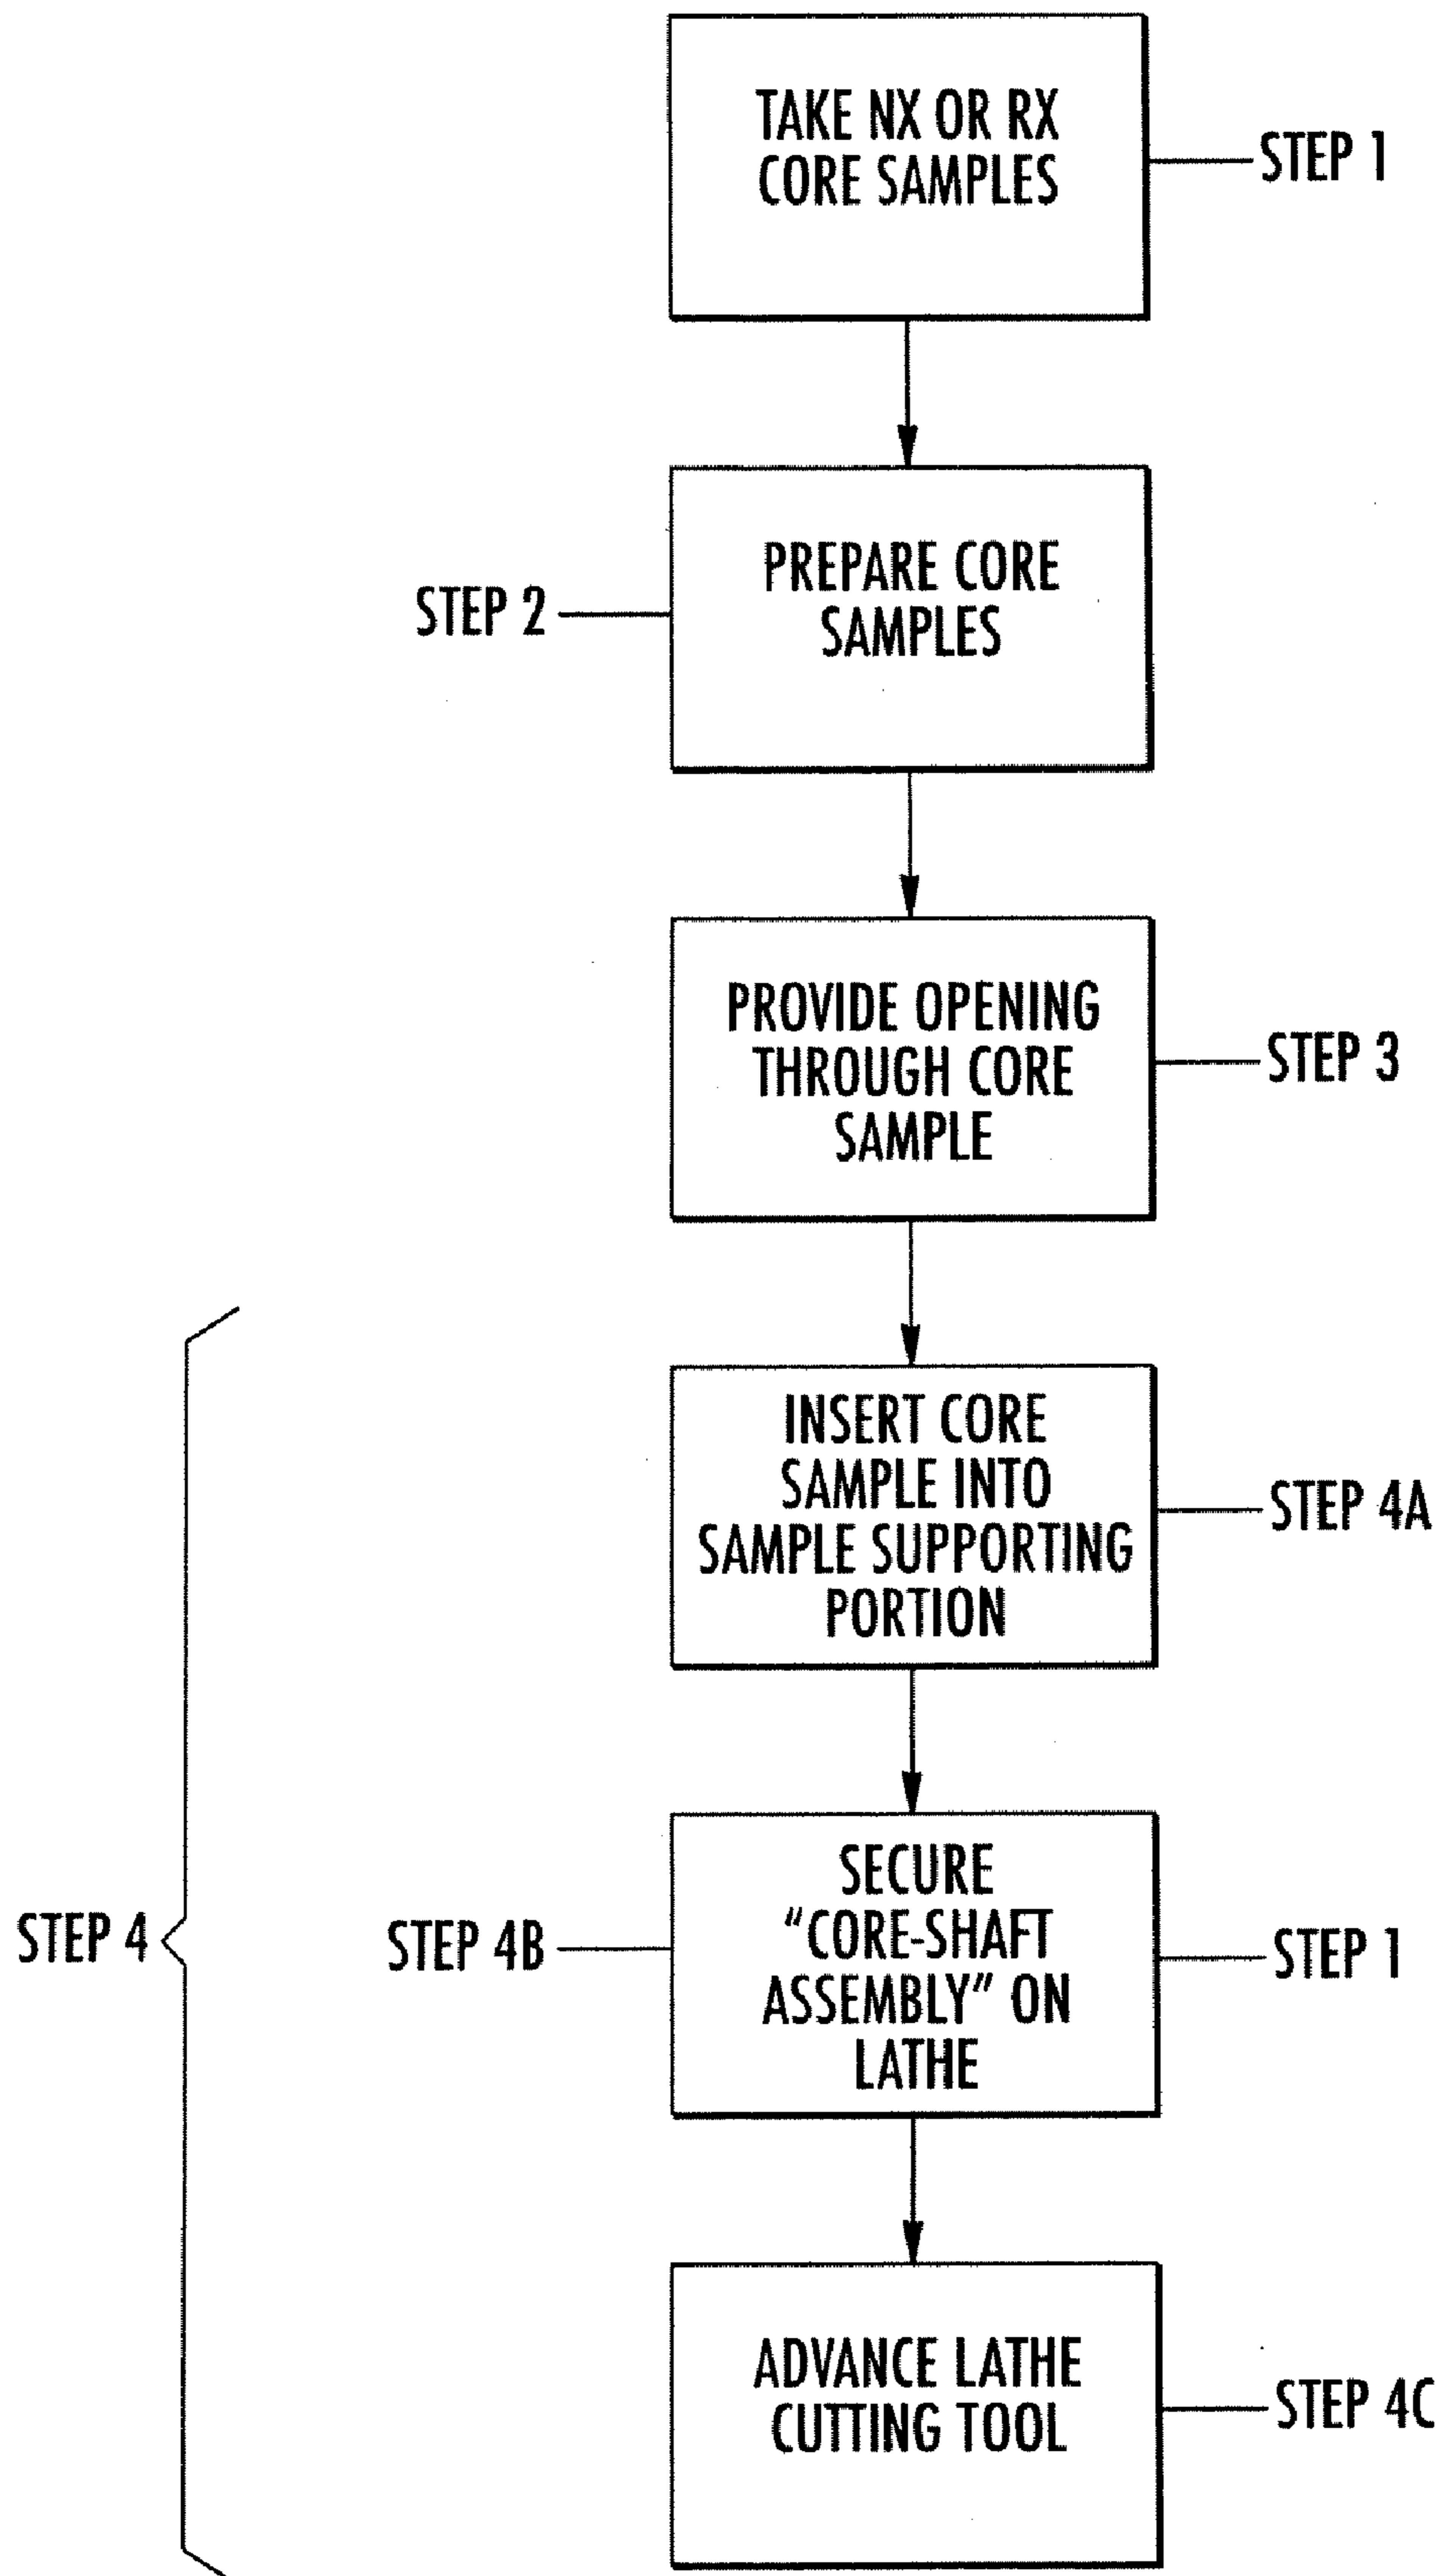 TAKE NX OR RX
CORE SAMPLES
STEP 1
PREPARE CORE
SAMPLES
STEP 2
PROVIDE OPENING
THROUGH CORE
SAMPLE
STEP 3
INSERT CORE
SAMPLE INTO
SAMPLE SUPPORTING
PORTION
STEP 4A
STEP 4
STEP 4B
SECURE
“CORE-SHAFT
ASSEMBLY” ON
LATHE
STEP 1
ADVANCE LATHE
CUTTING TOOL
STEP 4C